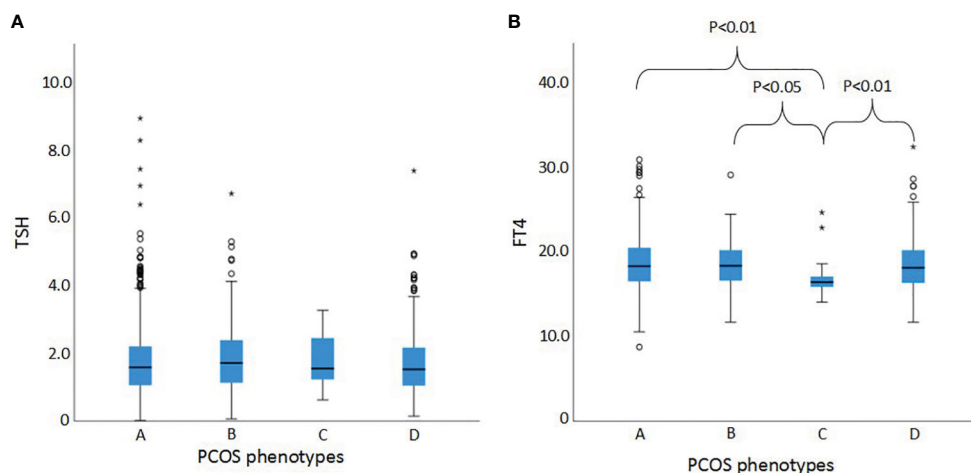 A
10.0
8.0
6.0
4.0
2.0
0
TSH
A B C D
PCOS phenotypes
B
P<0.01
P<0.05 P<0.01
40.0
30.0
20.0
10.0
0
FT4
A B C D
PCOS phenotypes